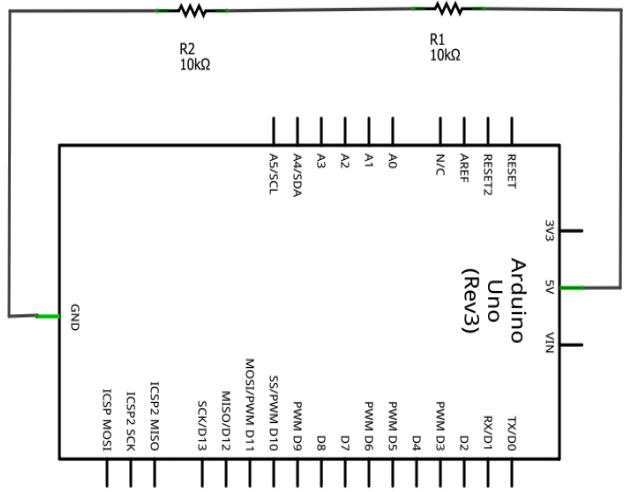 R2
10kΩ
R1
10kΩ
A5/SCL
A4/SDA
A3
A2
A1
A0
N/C
AREF
RESET2
RESET
3V3
5V
VIN
Arduino
Uno
(Rev3)
GND
ICSP MOSI
ICSP2 SCK
ICSP2 MISO
SCK/D13
MISO/D12
MOSI/PWM D11
SS/PWM D10
PWM D9
D8
D7
PWM D6
PWM D5
D4
PWM D3
D2
RX/D1
TX/D0